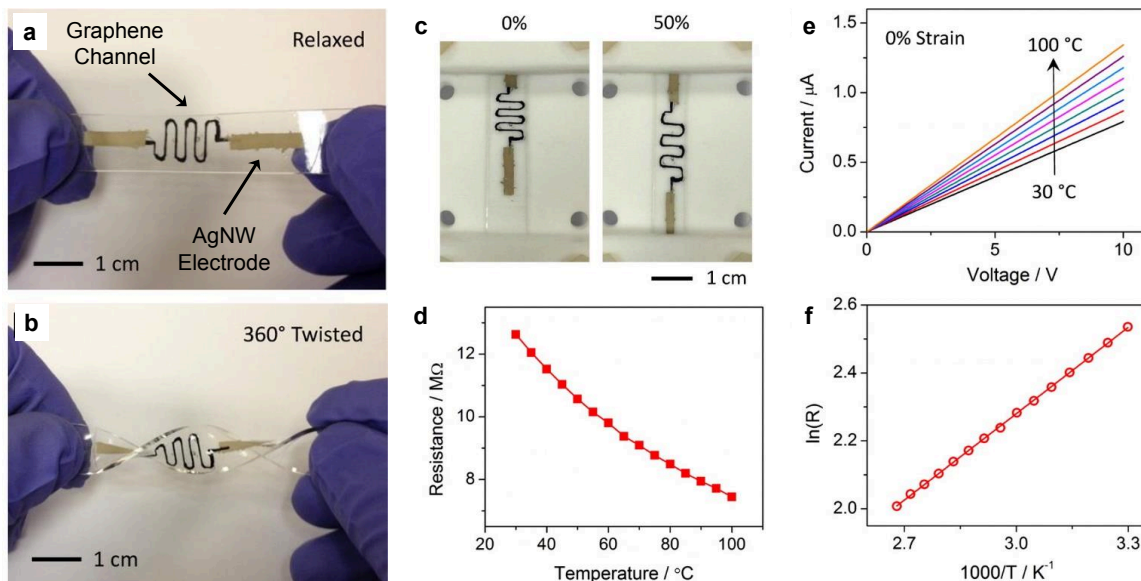 a
Graphene
Channel
Relaxed
AgNW
Electrode
1 cm
b
360° Twisted
1 cm
c
0%
50%
1 cm
d
Resistance / MΩ
12
10
8
20
40
60
80
100
Temperature / °C
e
0% Strain
100 °C
30 °C
Current / µA
1.5
1.0
0.5
0.0
0
5
10
Voltage / V
f
ln(R)
2.6
2.4
2.2
2.0
2.7
3.0
3.3
1000/T / K⁻¹